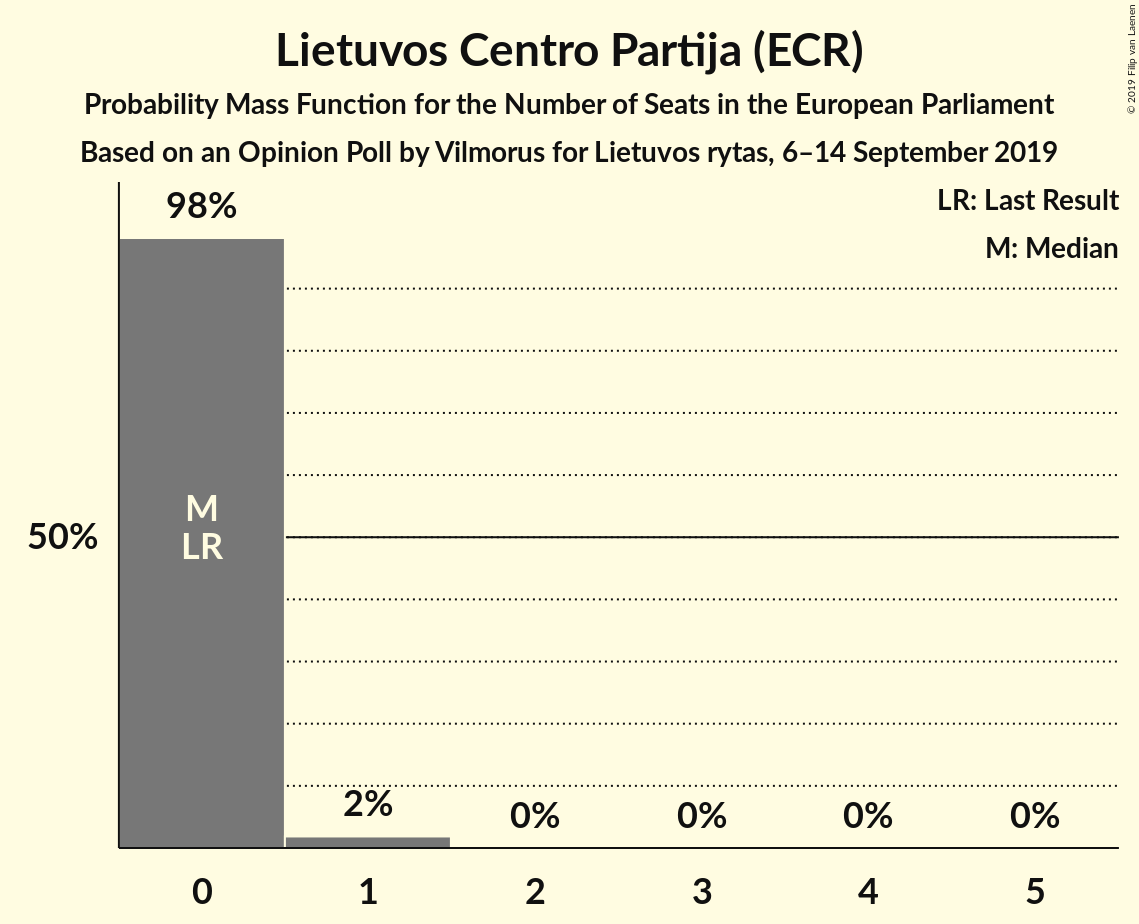 Lietuvos Centro Partija (ECR)
Probability Mass Function for the Number of Seats in the European Parliament
Based on an Opinion Poll by Vilmorus for Lietuvos rytas, 6–14 September 2019
© 2019 Filip van Laenen
LR: Last Result
M: Median
98%
M
LR
50%
2%
0%
0%
0%
0%
0
1
2
3
4
5